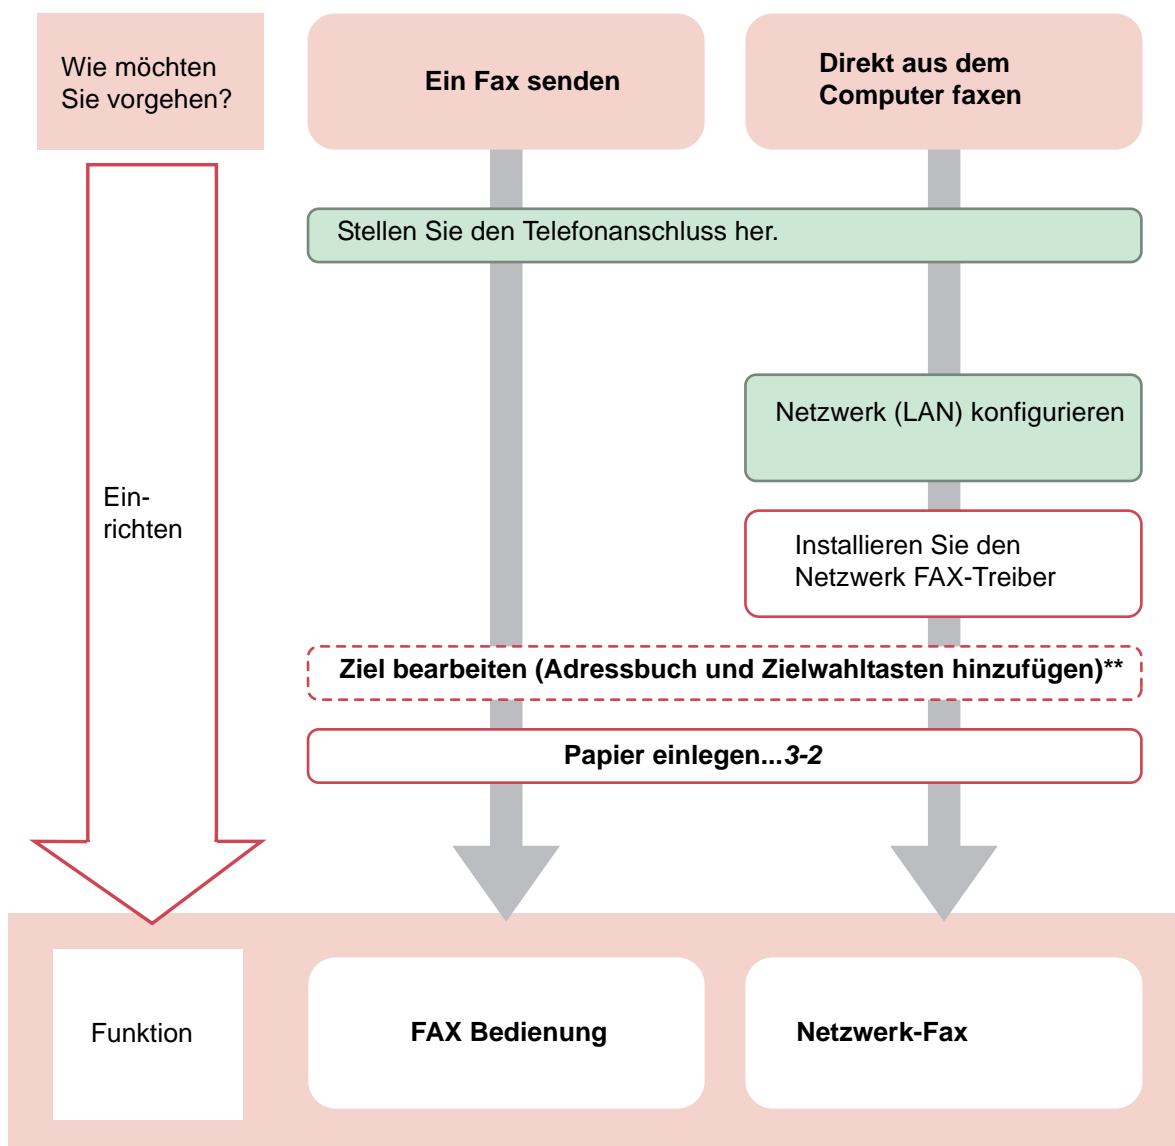 Wie möchten
Sie vorgehen?
Ein Fax senden
Direkt aus dem
Computer faxen
Stellen Sie den Telefonanschluss her.
Netzwerk (LAN) konfigurieren
Ein-
richten
Installieren Sie den
Netzwerk FAX-Treiber
Ziel bearbeiten (Adressbuch und Zielwahltasten hinzufügen)**
Papier einlegen...3-2
Funktion
FAX Bedienung
Netzwerk-Fax